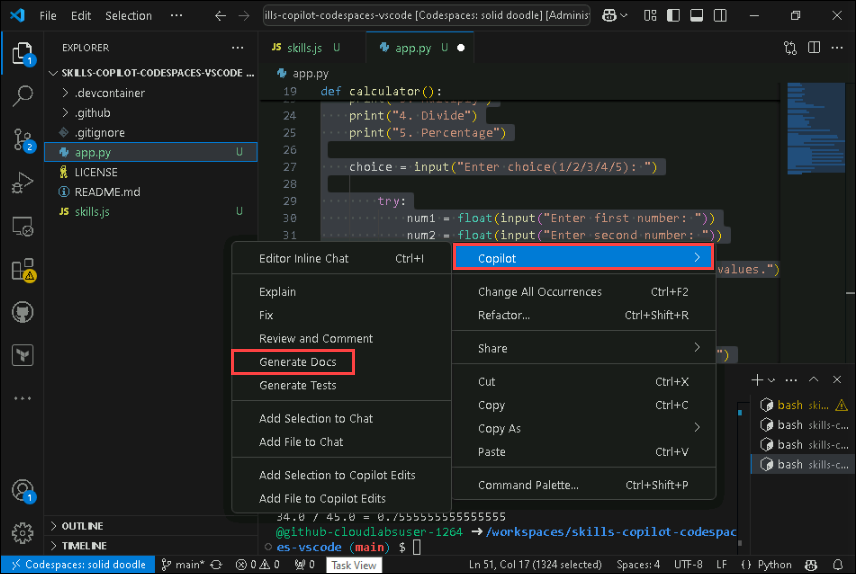 File Edit Selection ··· ills-copilot-codespaces-vscode [Codespaces: solid doodle] [Adminis
EXPLORER ···
SKILLS-COPILOT-CODESPACES-VSCODE ...
.devcontainer
.github
.gitignore
app.py U
LICENSE
README.md
JS skills.js U
OUTLINE
TIMELINE
JS skills.js U app.py U
app.py
19 def calculator():
24 print("4. Divide")
25 print("5. Percentage")
26
27 choice = input("Enter choice(1/2/3/4/5): ")
28
29 try:
30 num1 = float(input("Enter first number: "))
31 num2 = float(input("Enter second number: "))
values.")
")
Editor Inline Chat Ctrl+I
Explain
Fix
Review and Comment
Generate Docs
Generate Tests
Add Selection to Chat
Add File to Chat
Add Selection to Copilot Edits
Add File to Copilot Edits
Copilot
Change All Occurrences Ctrl+F2
Refactor... Ctrl+Shift+R
Share
Cut Ctrl+X
Copy Ctrl+C
Copy As
Paste Ctrl+V
Command Palette... Ctrl+Shift+P
bash ski...
bash skills-c...
bash skills-c...
bash skills-c...
34.0 / 45.0 = 0.7555555555555555
@github-cloudlabsuser-1264 ➜ /workspaces/skills-copilot-codespac
es-vscode (main) $
1
2
1
Codespaces: solid doodle main* 0 0 0 Task View Ln 51, Col 17 (1324 selected) Spaces: 4 UTF-8 LF {} Python